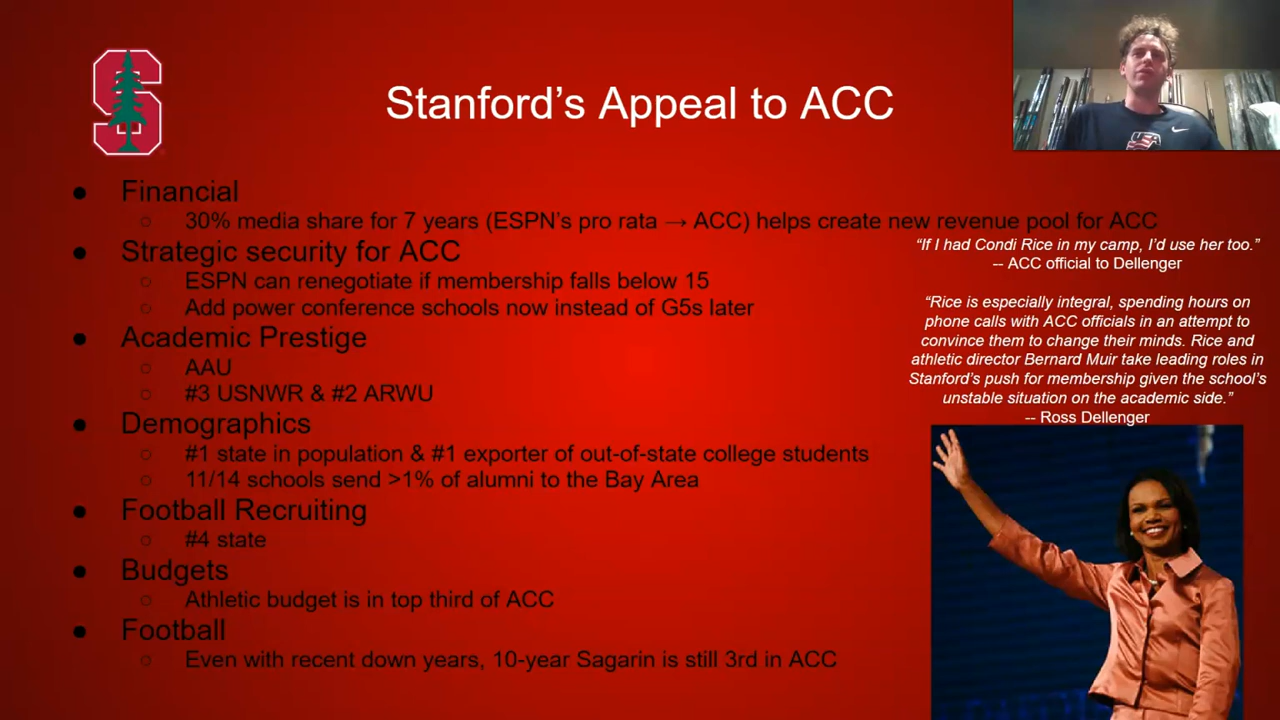 S
USA
Stanford’s Appeal to ACC
● Financial
○ 30% media share for 7 years (ESPN’s pro rata → ACC) helps create new revenue pool for ACC
● Strategic security for ACC
○ ESPN can renegotiate if membership falls below 15
○ Add power conference schools now instead of G5s later
● Academic Prestige
○ AAU
○ #3 USNWR & #2 ARWU
● Demographics
○ #1 state in population & #1 exporter of out-of-state college students
○ 11/14 schools send >1% of alumni to the Bay Area
● Football Recruiting
○ #4 state
● Budgets
○ Athletic budget is in top third of ACC
● Football
○ Even with recent down years, 10-year Sagarin is still 3rd in ACC
“If I had Condi Rice in my camp, I’d use her too.”
-- ACC official to Dellenger
“Rice is especially integral, spending hours on
phone calls with ACC officials in an attempt to
convince them to change their minds. Rice and
athletic director Bernard Muir take leading roles in
Stanford’s push for membership given the school’s
unstable situation on the academic side.”
-- Ross Dellenger